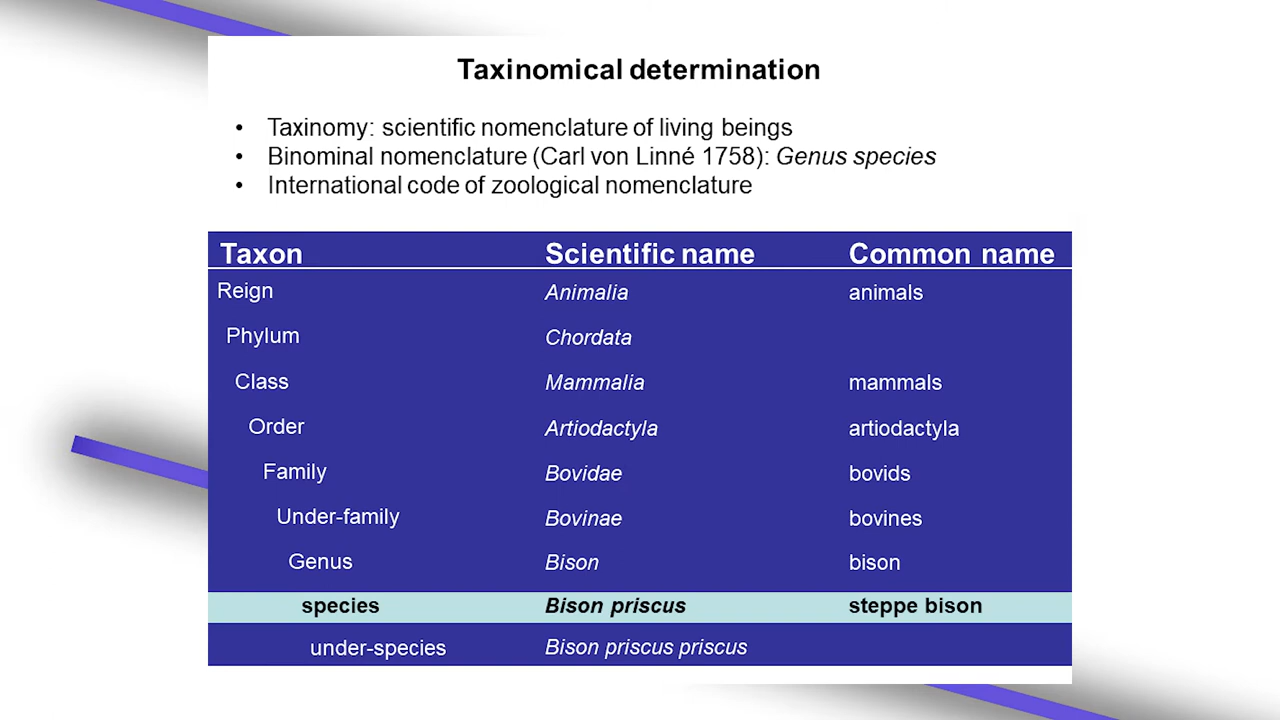 Taxinomical determination
• Taxinomy: scientific nomenclature of living beings
• Binominal nomenclature (Carl von Linné 1758): Genus species
• International code of zoological nomenclature
Taxon Scientific name Common name
Reign Animalia animals
Phylum Chordata
Class Mammalia mammals
Order Artiodactyla artiodactyla
Family Bovidae bovids
Under-family Bovinae bovines
Genus Bison bison
species Bison priscus steppe bison
under-species Bison priscus priscus